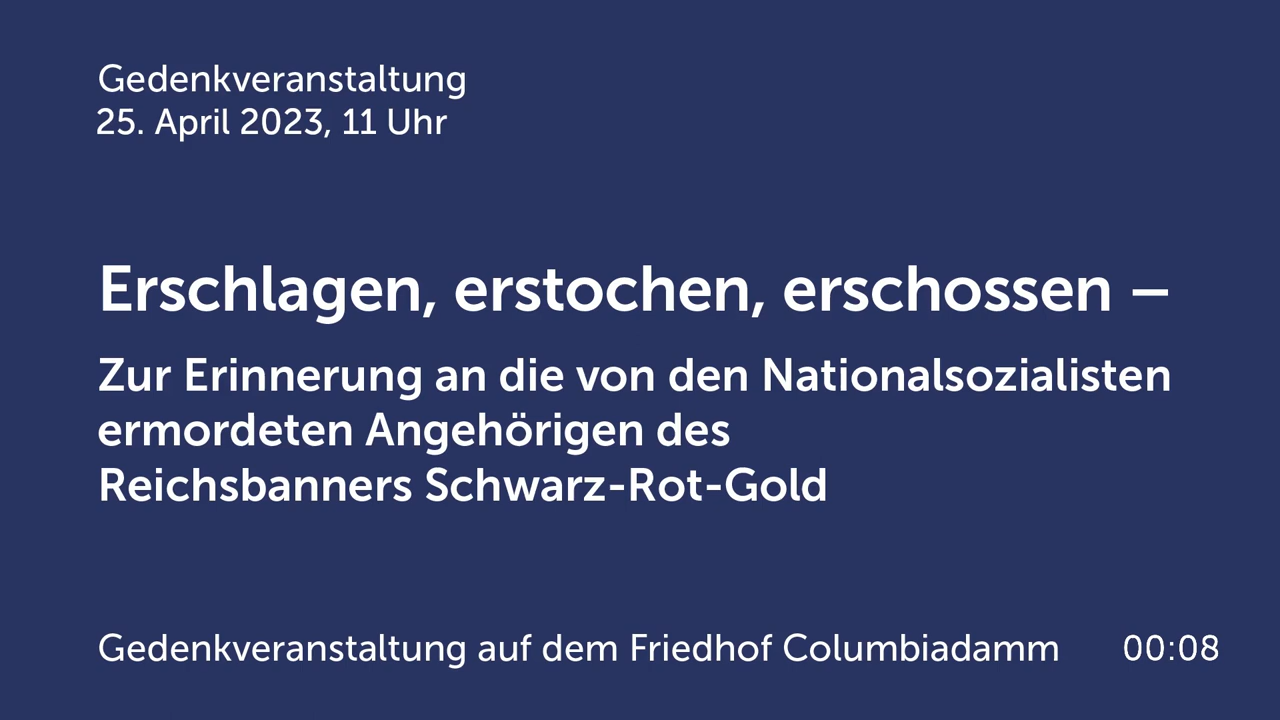 Gedenkveranstaltung
25. April 2023, 11 Uhr
Erschlagen, erstochen, erschossen –
Zur Erinnerung an die von den Nationalsozialisten
ermordeten Angehörigen des
Reichsbanners Schwarz-Rot-Gold
Gedenkveranstaltung auf dem Friedhof Columbiadamm 00:08